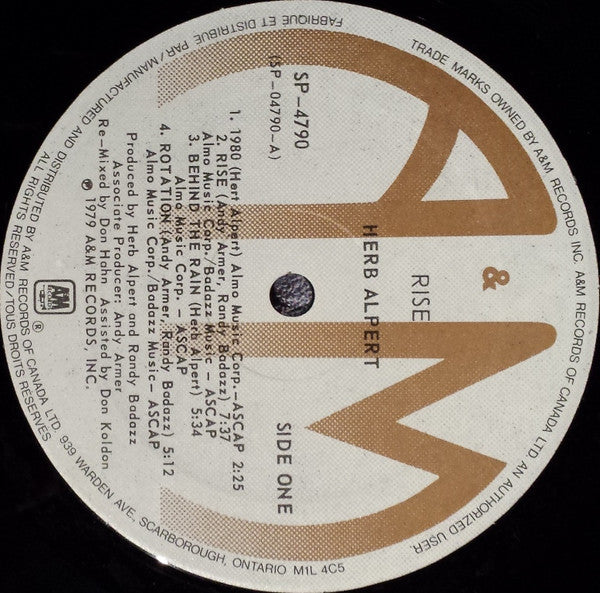 A
&
M
RISE
HERB ALPERT
SP-4790
(SP-04790-A)
SIDE ONE
1. 1980 (Hert Alpert) Almo Music Corp.—ASCAP 2:25
2. RISE (Andy Armer, Randy Badazz) 7:37
Almo Music Corp./Badazz Music — ASCAP
3. BEHIND THE RAIN (Herb Alpert) 5:34
Almo Music Corp. — ASCAP
4. ROTATION (Andy Armer, Randy Badazz) 5:12
Almo Music Corp./Badazz Music— ASCAP
Produced by Herb Alpert and Randy Badazz
Associate Producer: Andy Armer
Re-Mixed by Don Hahn Assisted by Don Koldon
℗ 1979 A&M RECORDS, INC.
A&M
RECORDS
®
TRADE MARKS OWNED BY A&M RECORDS INC. A&M RECORDS OF CANADA LTD. AN AUTHORIZED USER.
FABRIQUE ET DISTRIBUE PAR / MANUFACTURED AND DISTRIBUTED BY A&M RECORDS OF CANADA LTD. 939 WARDEN AVE, SCARBOROUGH, ONTARIO M1L 4C5
ALL RIGHTS RESERVED/TOUS DROITS RESERVES